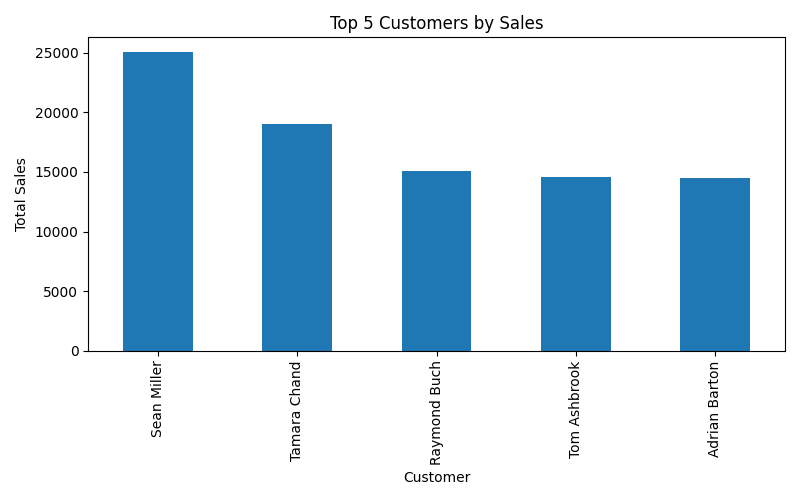 Top 5 Customers by Sales
Total Sales
25000
20000
15000
10000
5000
0
Sean Miller
Tamara Chand
Raymond Buch
Tom Ashbrook
Adrian Barton
Customer